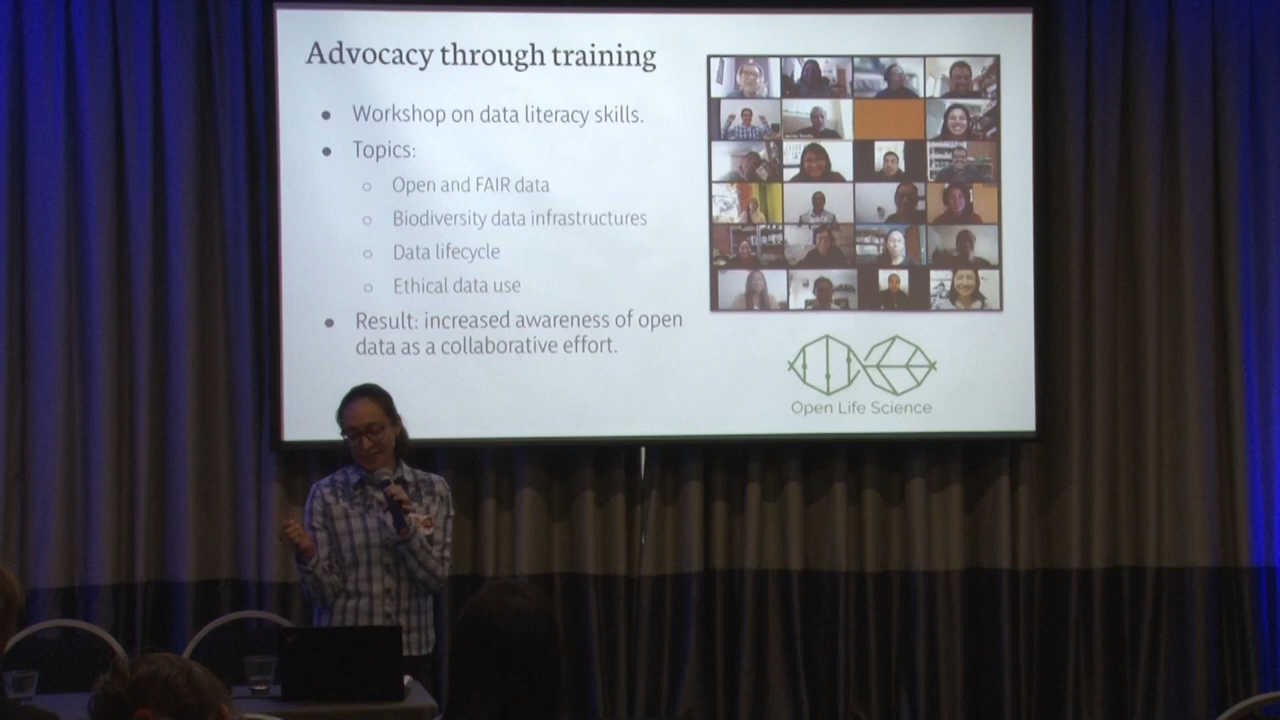 Advocacy through training
● Workshop on data literacy skills.
● Topics:
○ Open and FAIR data
○ Biodiversity data infrastructures
○ Data lifecycle
○ Ethical data use
● Result: increased awareness of open
data as a collaborative effort.
Open Life Science